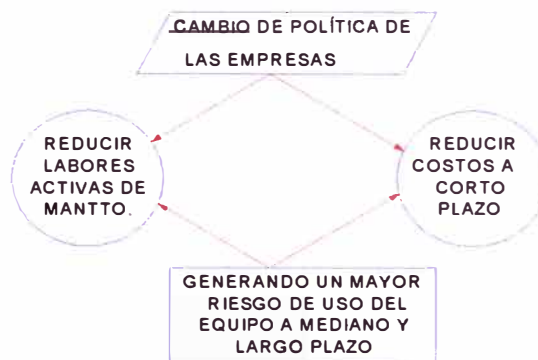 CAMBIO DE POLÍTICA DE
LAS EMPRESAS
REDUCIR
LABORES
ACTIVAS DE
MANTTO.
REDUCIR
COSTOS A
CORTO
PLAZO
GENERANDO UN MAYOR
RIESGO DE USO DEL
EQUIPO A MEDIANO Y
LARGO PLAZO